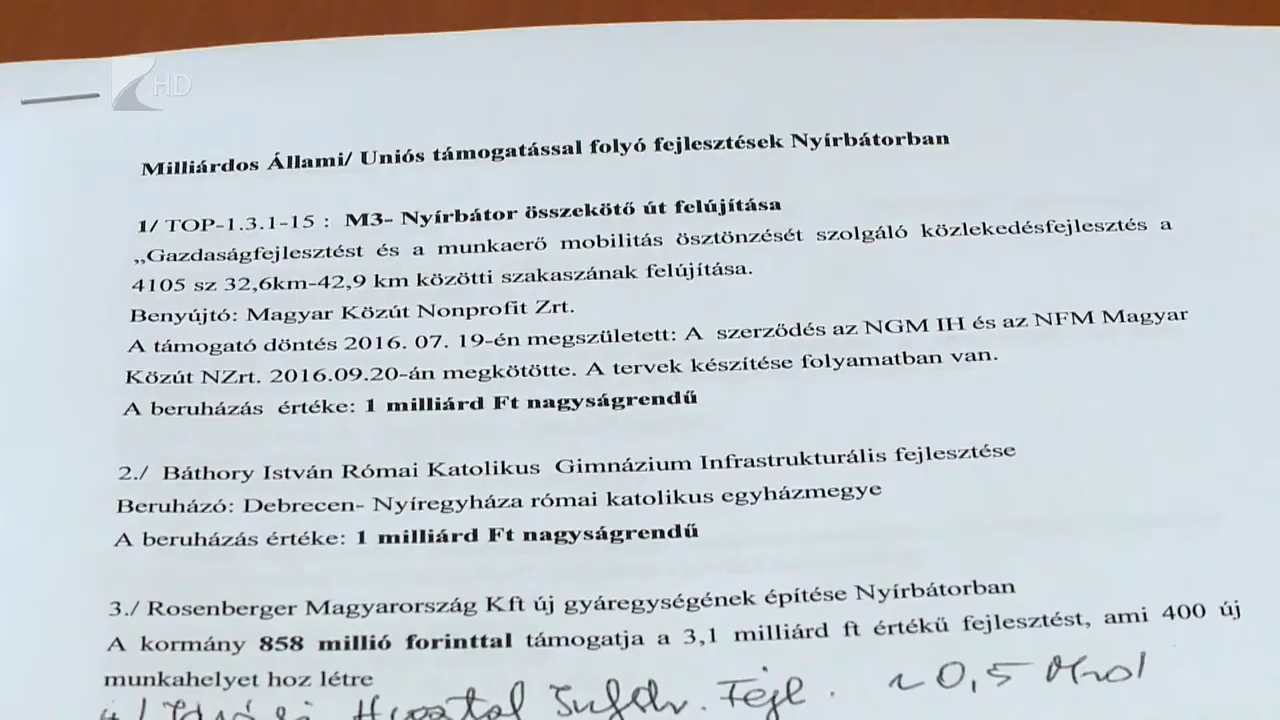 HD
Milliárdos Állami/ Uniós támogatással folyó fejlesztések Nyírbátorban
1/ TOP-1.3.1-15 : M3- Nyírbátor összekötő út felújítása
„Gazdaságfejlesztést és a munkaerő mobilitás ösztönzését szolgáló közlekedésfejlesztés a
4105 sz 32,6km-42,9 km közötti szakaszának felújítása.
Benyújtó: Magyar Közút Nonprofit Zrt.
A támogató döntés 2016. 07. 19-én megszületett: A szerződés az NGM IH és az NFM Magyar
Közút NZrt. 2016.09.20-án megkötötte. A tervek készítése folyamatban van.
A beruházás értéke: 1 milliárd Ft nagyságrendű
2./ Báthory István Római Katolikus Gimnázium Infrastrukturális fejlesztése
Beruházó: Debrecen- Nyíregyháza római katolikus egyházmegye
A beruházás értéke: 1 milliárd Ft nagyságrendű
3./ Rosenberger Magyarország Kft új gyáregységének építése Nyírbátorban
A kormány 858 millió forinttal támogatja a 3,1 milliárd ft értékű fejlesztést, ami 400 új
munkahelyet hoz létre
4./ Fejl. ~0,5